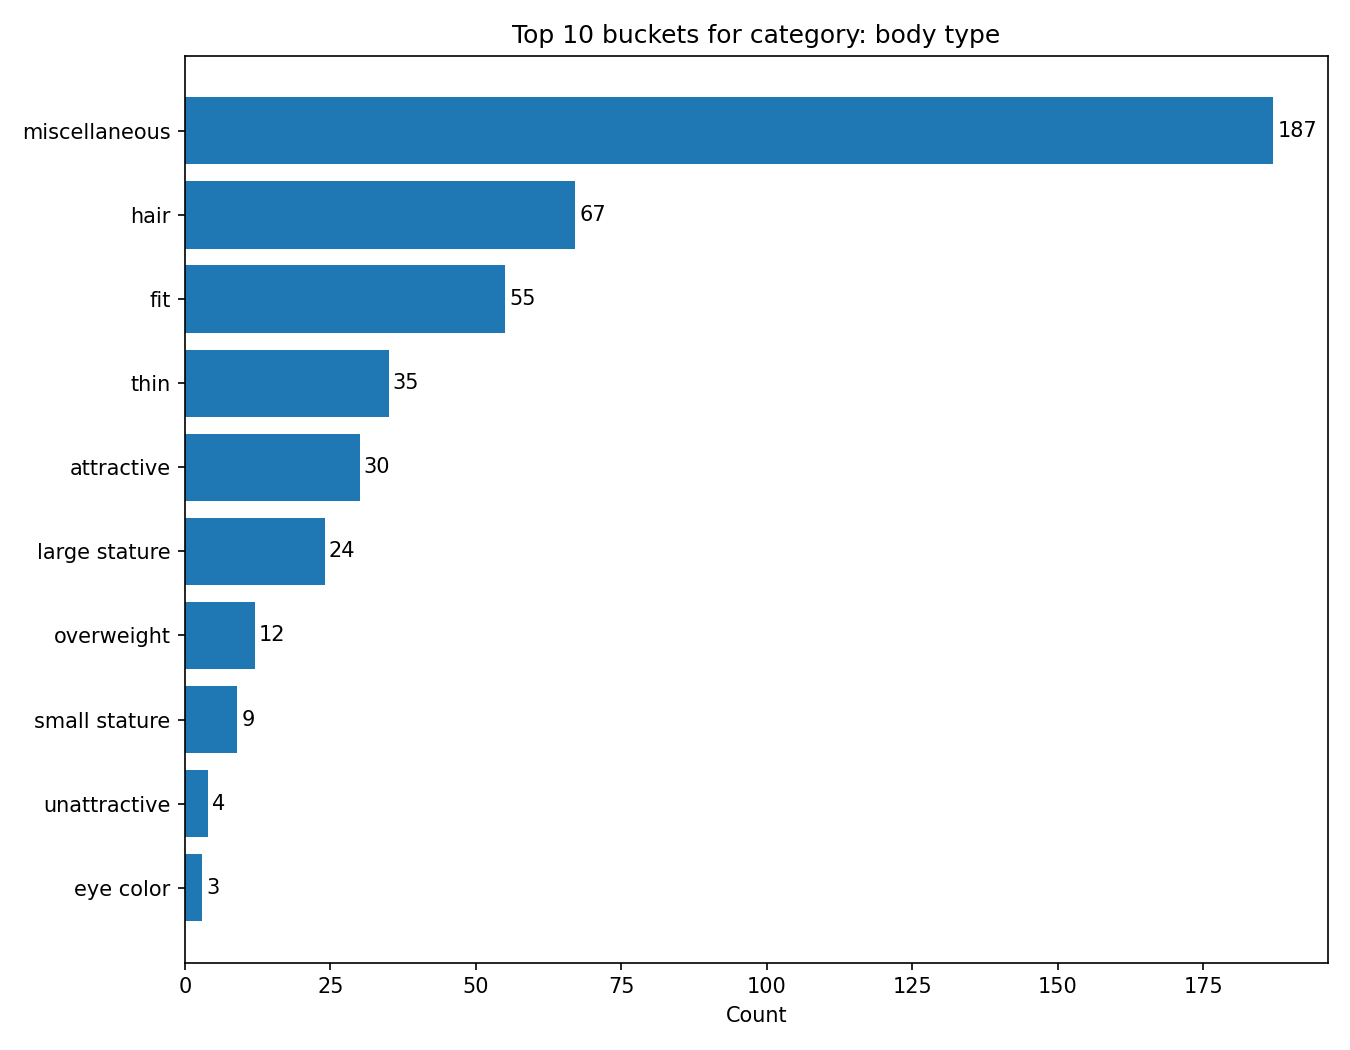 Top 10 buckets for category: body type
miscellaneous 187
hair 67
fit 55
thin 35
attractive 30
large stature 24
overweight 12
small stature 9
unattractive 4
eye color 3
0 25 50 75 100 125 150 175
Count